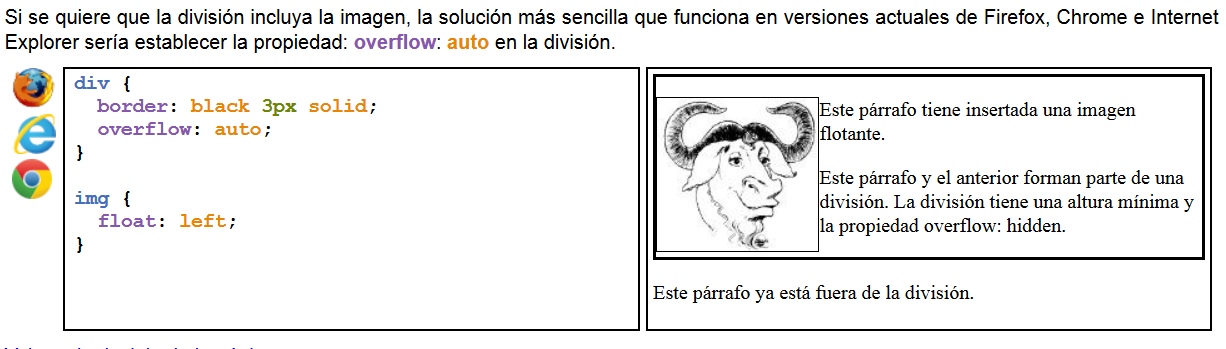 Si se quiere que la división incluya la imagen, la solución más sencilla que funciona en versiones actuales de Firefox, Chrome e Internet
Explorer sería establecer la propiedad: overflow: auto en la división.
div {
  border: black 3px solid;
  overflow: auto;
}
img {
  float: left;
}
Este párrafo tiene insertada una imagen
flotante.
Este párrafo y el anterior forman parte de una
división. La división tiene una altura mínima y
la propiedad overflow: hidden.
Este párrafo ya está fuera de la división.